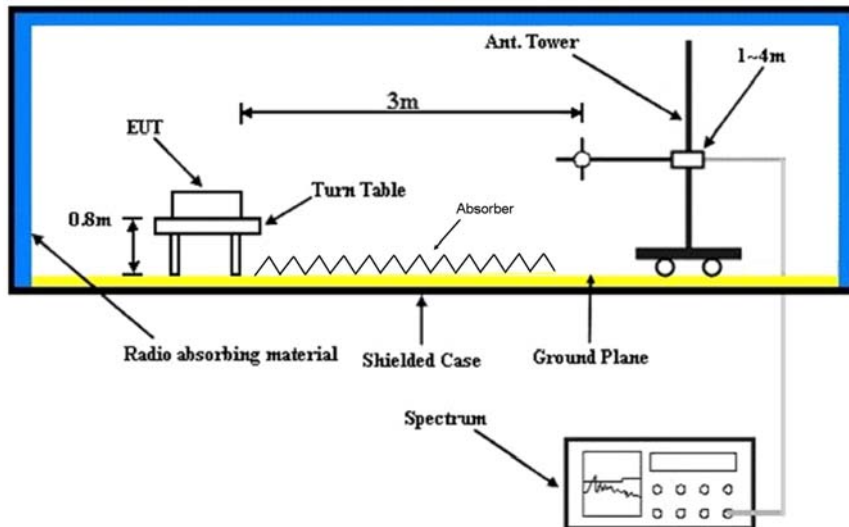 Ant. Tower
1~4m
3m
EUT
Turn Table
0.8m
Absorber
Radio absorbing material
Shielded Case
Ground Plane
Spectrum